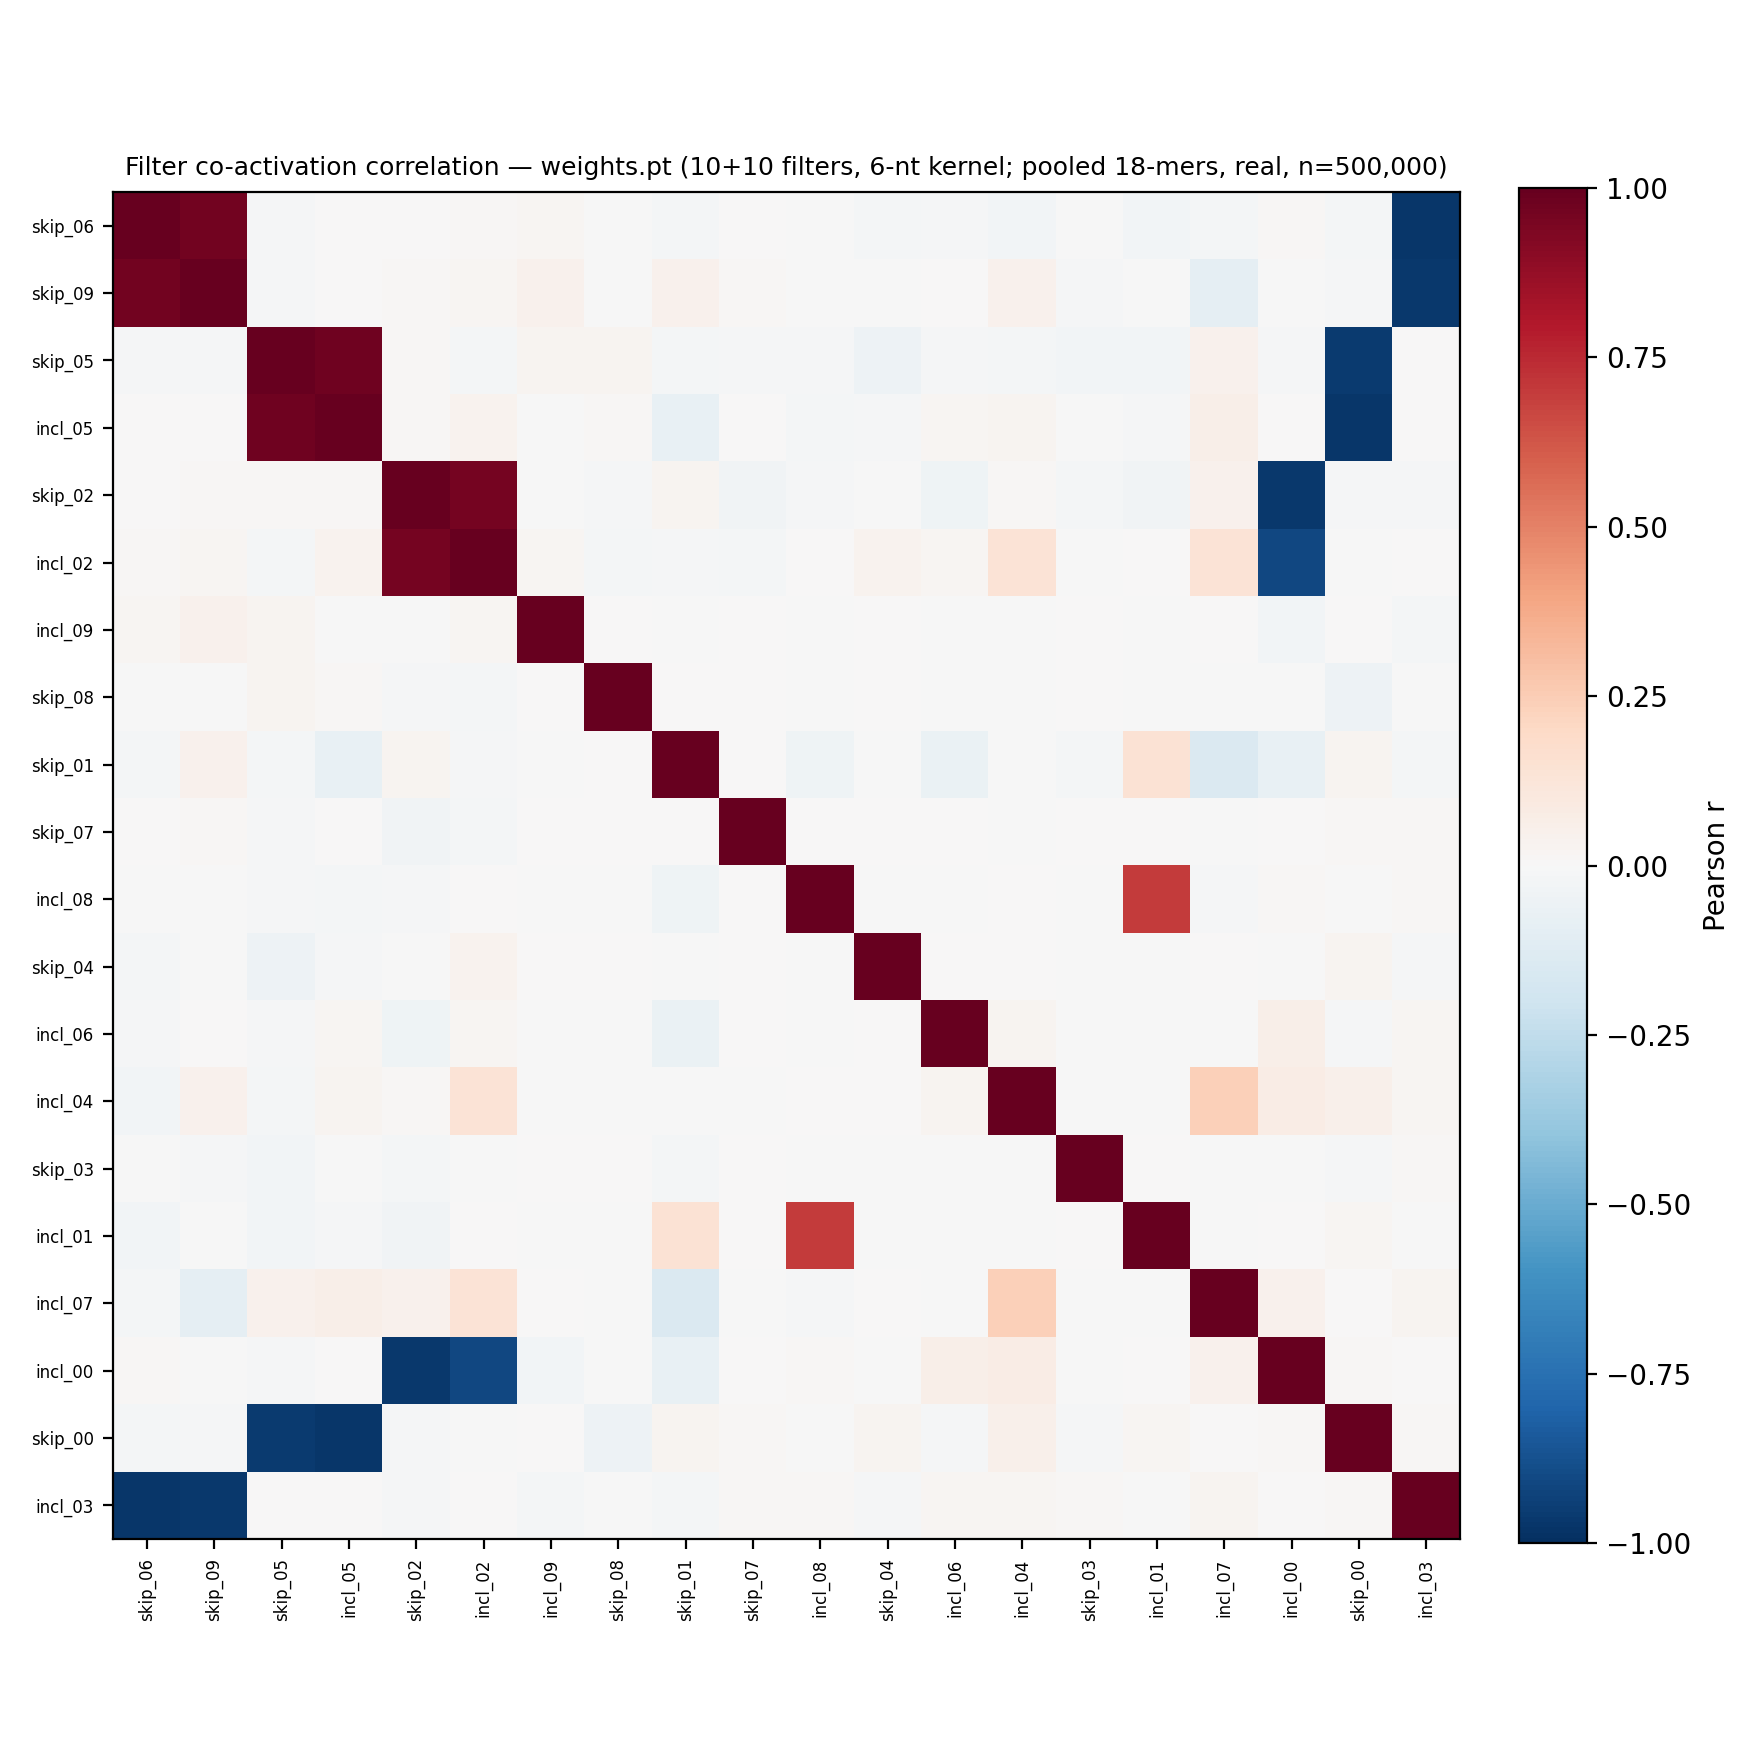 Filter co-activation correlation — weights.pt (10+10 filters, 6-nt kernel; pooled 18-mers, real, n=500,000)
skip_06
skip_09
skip_05
incl_05
skip_02
incl_02
incl_09
skip_08
skip_01
skip_07
incl_08
skip_04
incl_06
incl_04
skip_03
incl_01
incl_07
incl_00
skip_00
incl_03
skip_06
skip_09
skip_05
incl_05
skip_02
incl_02
incl_09
skip_08
skip_01
skip_07
incl_08
skip_04
incl_06
incl_04
skip_03
incl_01
incl_07
incl_00
skip_00
incl_03
1.00
0.75
0.50
0.25
0.00
−0.25
−0.50
−0.75
−1.00
Pearson r